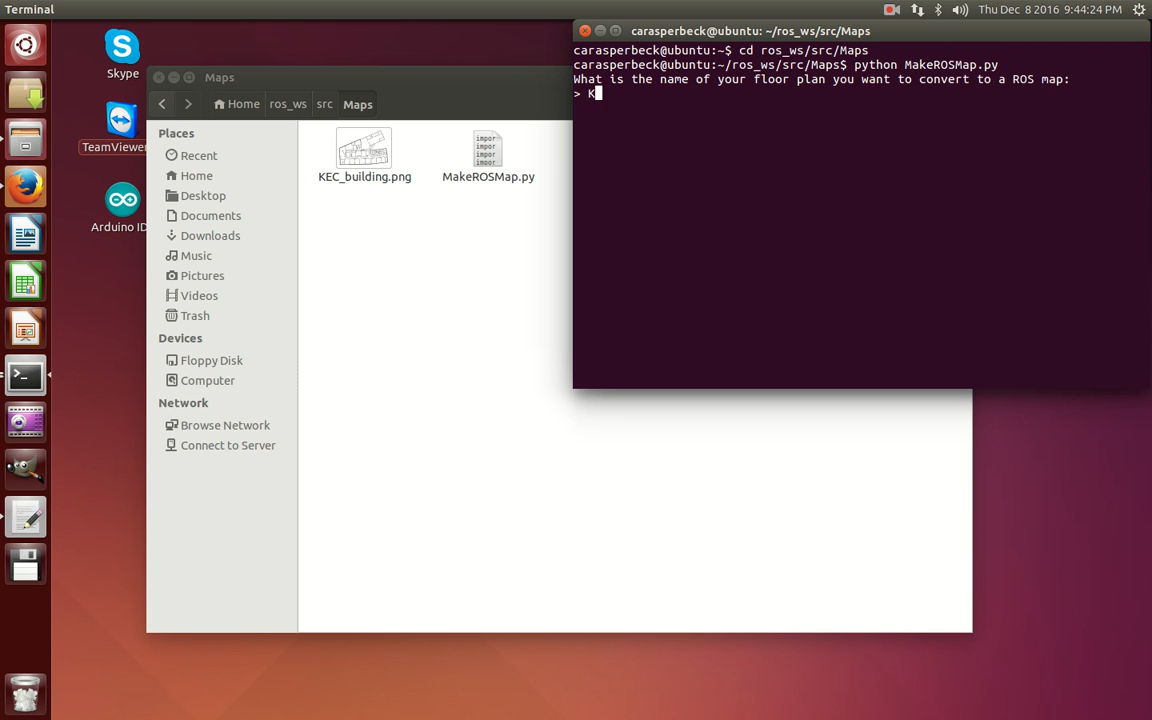 Terminal
Thu Dec 8 2016 9:44:24 PM
Skype
TeamViewer
Arduino ID
Maps
Home
ros_ws
src
Maps
Places
Recent
Home
Desktop
Documents
Downloads
Music
Pictures
Videos
Trash
Devices
Floppy Disk
Computer
Network
Browse Network
Connect to Server
impor
impor
impor
impor
KEC_building.png
MakeROSMap.py
carasperbeck@ubuntu: ~/ros_ws/src/Maps
carasperbeck@ubuntu:~$ cd ros_ws/src/Maps
carasperbeck@ubuntu:~/ros_ws/src/Maps$ python MakeROSMap.py
What is the name of your floor plan you want to convert to a ROS map:
> K